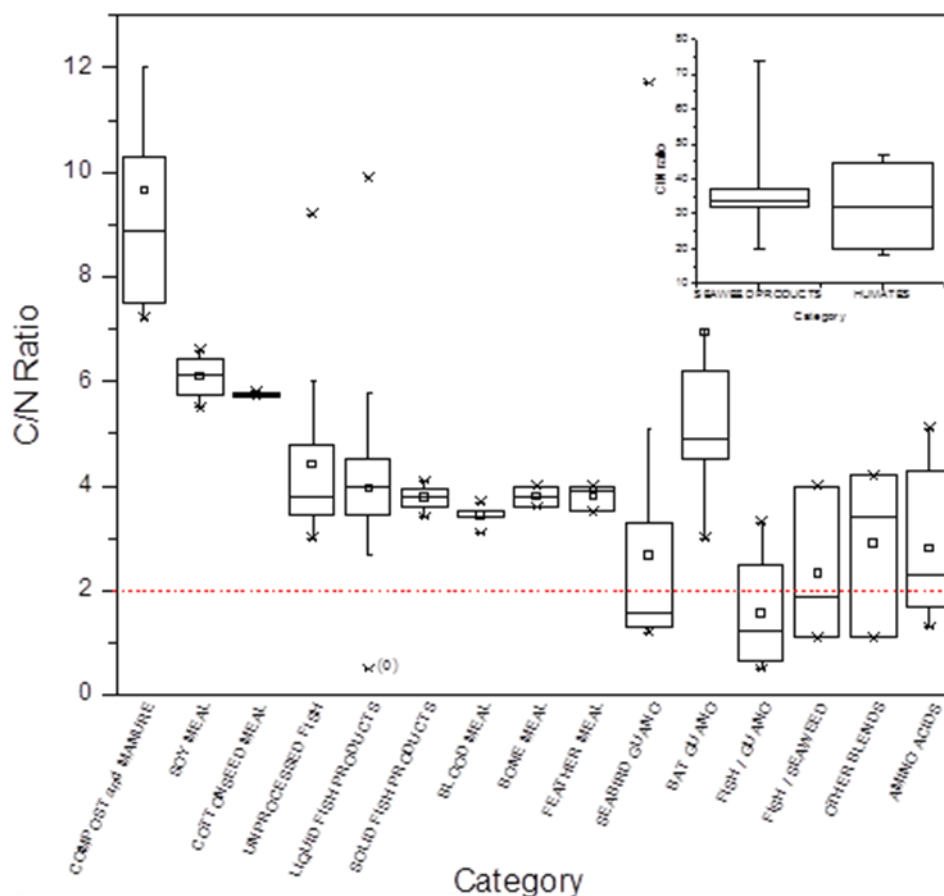 C/N Ratio
12
10
8
6
4
2
0
(0)
COMPOST and MANURE
SOY MEAL
COTTONSEED MEAL
UNPROCESSED FISH
LIQUID FISH PRODUCTS
SOLID FISH PRODUCTS
BLOOD MEAL
BONE MEAL
FEATHER MEAL
SEABIRD GUANO
BAT GUANO
FISH / GUANO
FISH / SEAWEED
OTHER BLENDS
AMINO ACIDS
Category
C/N ratio
80
70
60
50
40
30
20
10
SEAWEED PRODUCTS
HUMATES
Category